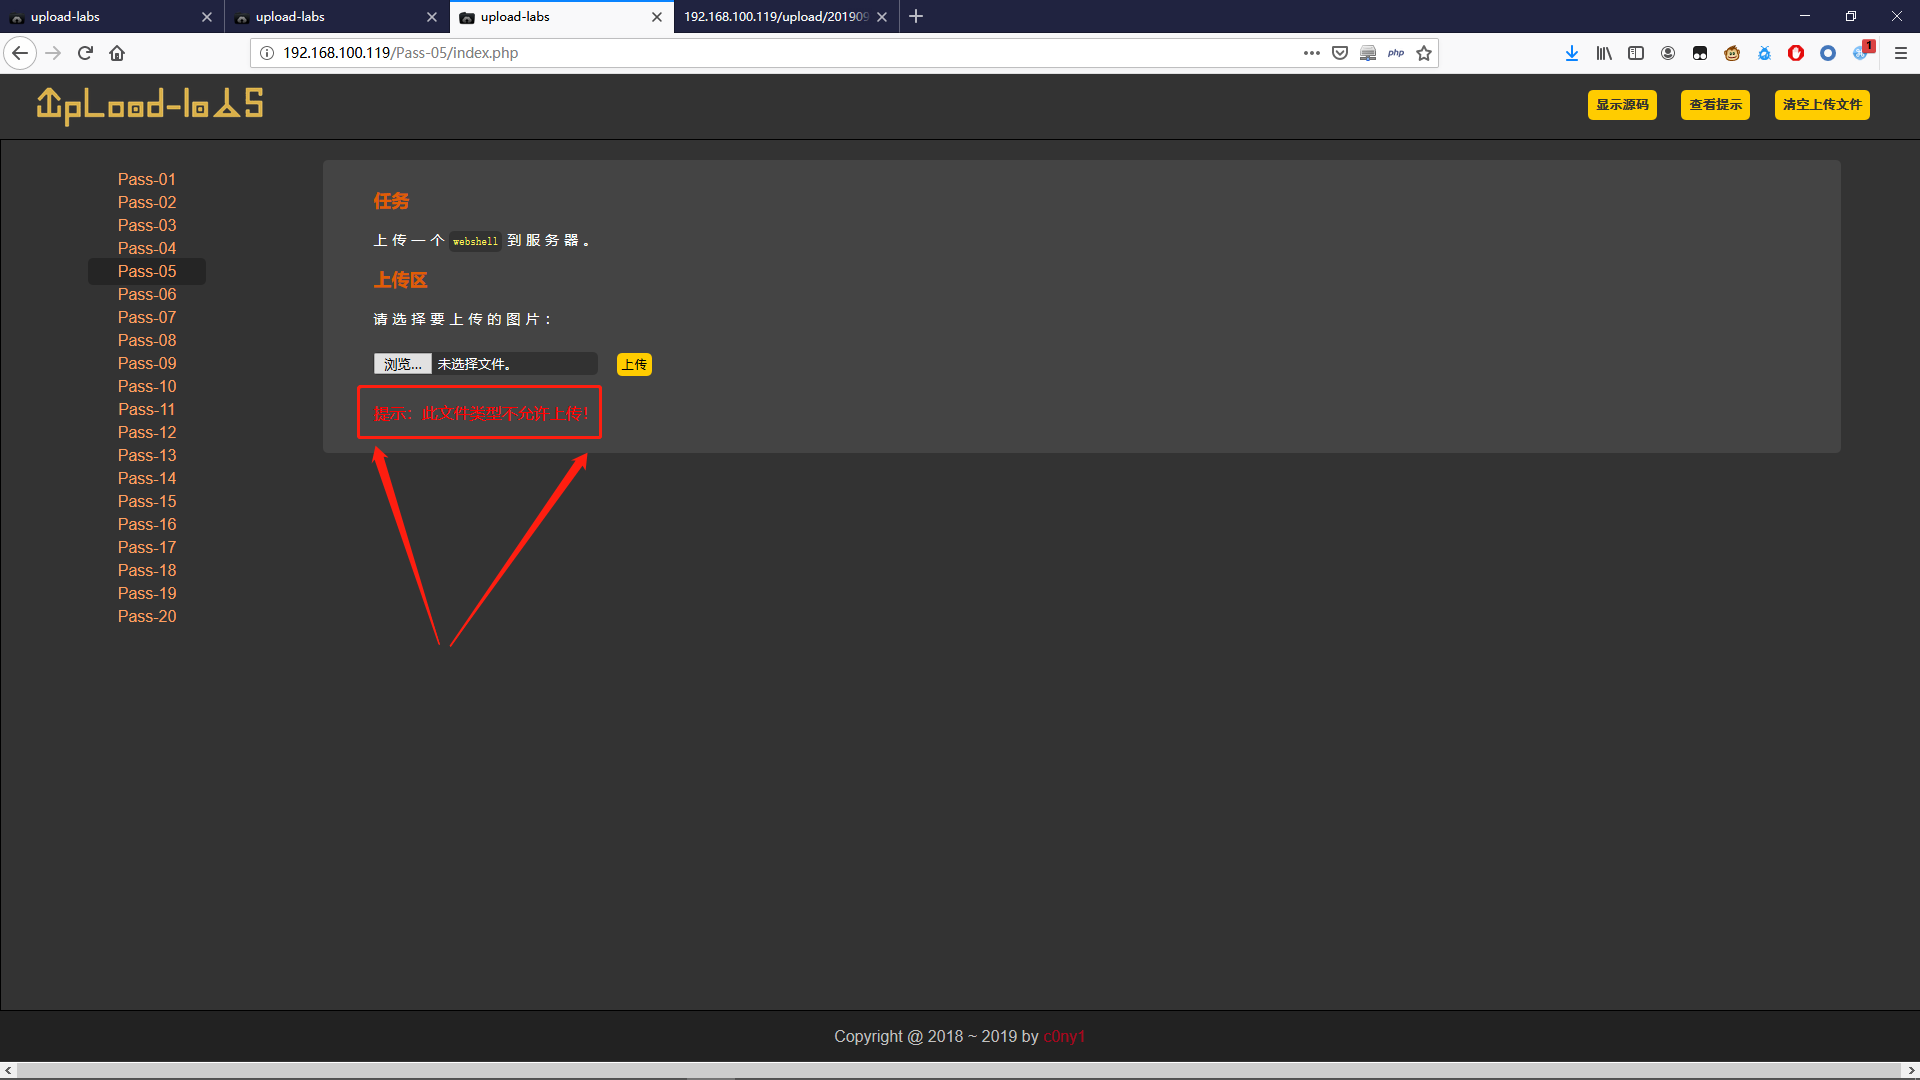 upload-labs
upload-labs
upload-labs
192.168.100.119/upload/201909
192.168.100.119/Pass-05/index.php
php
1
UpLoad-labs
显示源码
查看提示
清空上传文件
Pass-01
Pass-02
Pass-03
Pass-04
Pass-05
Pass-06
Pass-07
Pass-08
Pass-09
Pass-10
Pass-11
Pass-12
Pass-13
Pass-14
Pass-15
Pass-16
Pass-17
Pass-18
Pass-19
Pass-20
任务
上传一个 webshell 到服务器。
上传区
请选择要上传的图片：
浏览... 未选择文件。 上传
提示：此文件类型不允许上传！
Copyright @ 2018 ~ 2019 by c0ny1